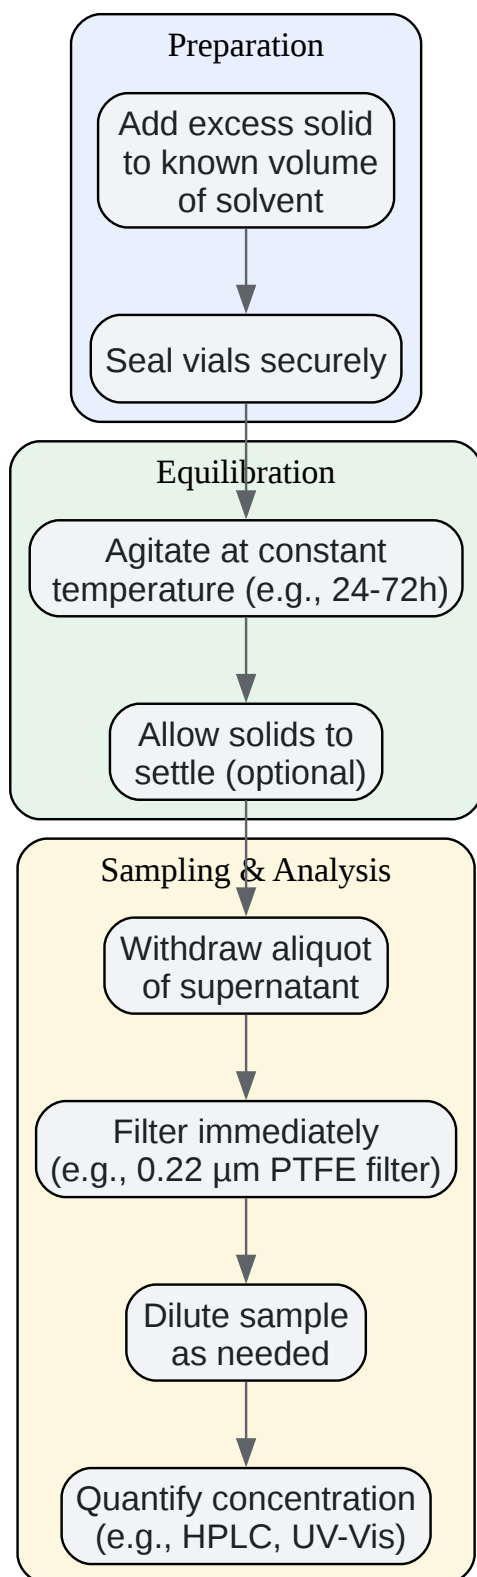 Preparation
Add excess solid
to known volume
of solvent
Seal vials securely
Equilibration
Agitate at constant
temperature (e.g., 24-72h)
Allow solids to
settle (optional)
Sampling & Analysis
Withdraw aliquot
of supernatant
Filter immediately
(e.g., 0.22 µm PTFE filter)
Dilute sample
as needed
Quantify concentration
(e.g., HPLC, UV-Vis)